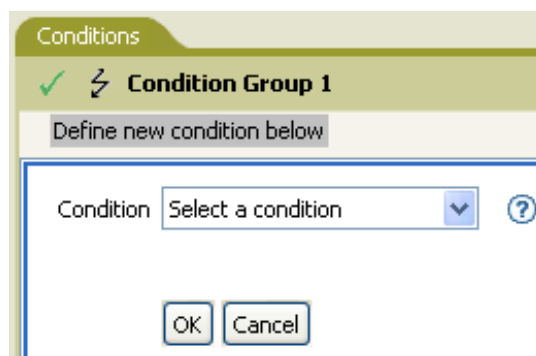 Conditions
Condition Group 1
Define new condition below
Condition Select a condition ?
OK Cancel